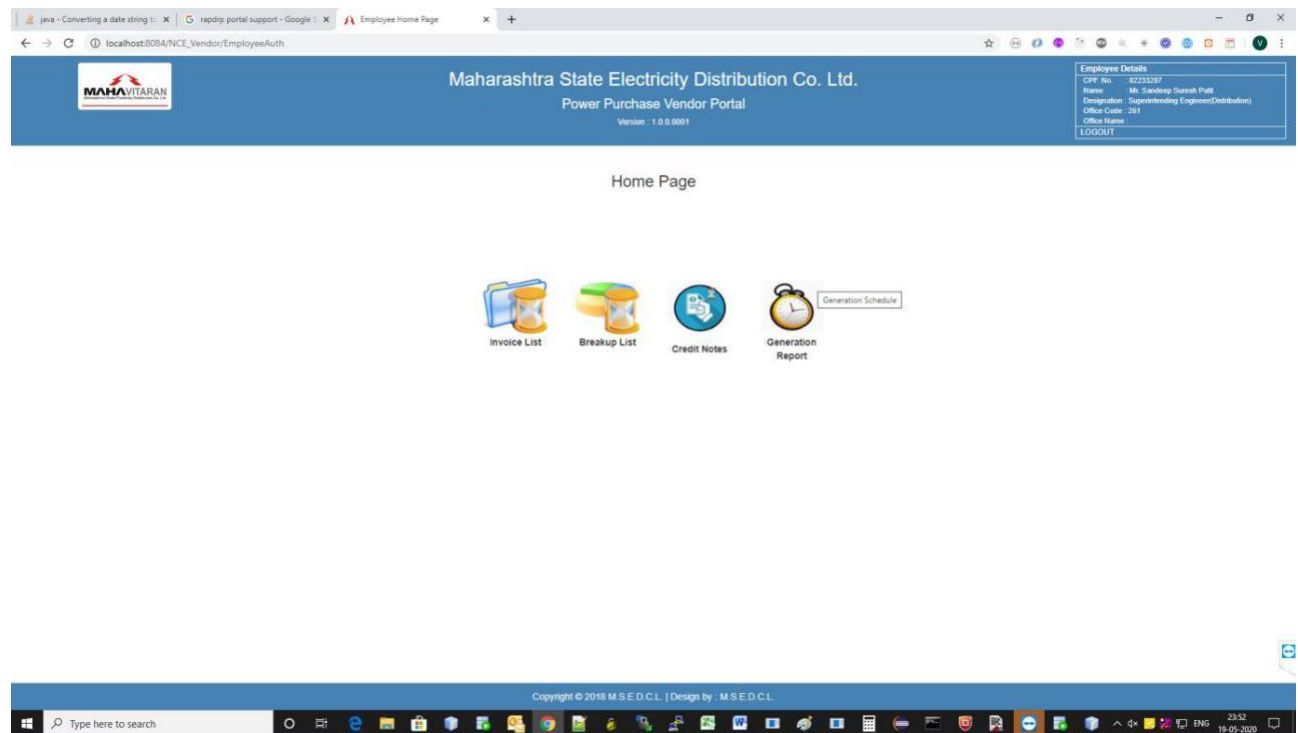 java - Converting a date string to
rapdrp portal support - Google S
Employee Home Page
localhost:8084/NCE_Vendor/EmployeeAuth
MAHAVITARAN
Maharashtra State Electricity Distribution Co. Ltd.
Power Purchase Vendor Portal
Version : 1.0.0.0001
Employee Details
CPF. No. : 02233207
Name : Mr. Sandeep Suresh Patil
Designation : Superintending Engineer(Distribution)
Office Code : 261
Office Name :
LOGOUT
Home Page
Generation Schedule
Invoice List
Breakup List
Credit Notes
Generation
Report
Copyright © 2018 M.S.E.D.C.L. | Design by : M.S.E.D.C.L.
Type here to search
ENG
23:52
19-05-2020